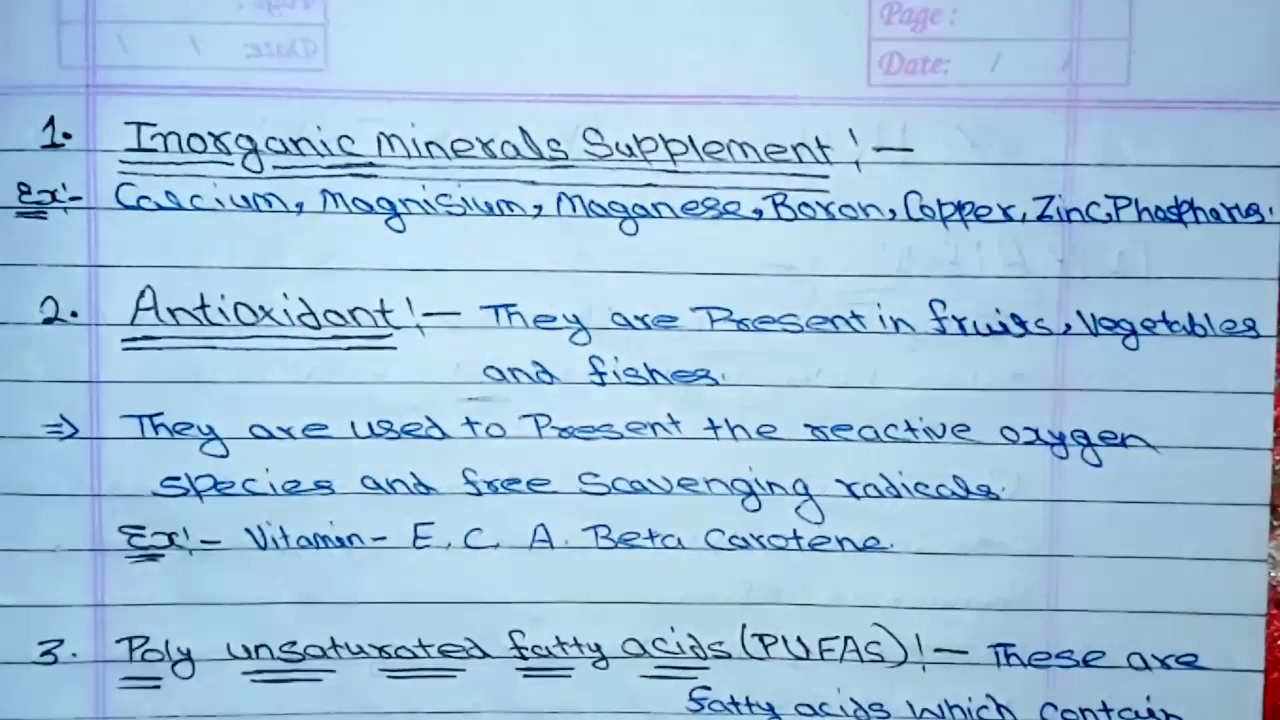 Page:
Date: / /
1. Inorganic minerals Supplement :-
Ex:- Calcium, Magnisium, Maganese, Boron, Copper, Zinc, Phosphorus.
2. Antioxidant :- They are Present in fruits, Vegetables
and fishes.
⇒ They are used to Present the reactive oxygen
species and free scavenging radicals.
Ex:- Vitamin - E, C, A. Beta Carotene.
3. Poly unsaturated fatty acids (PUFAS) :- These are
fatty acids which contain